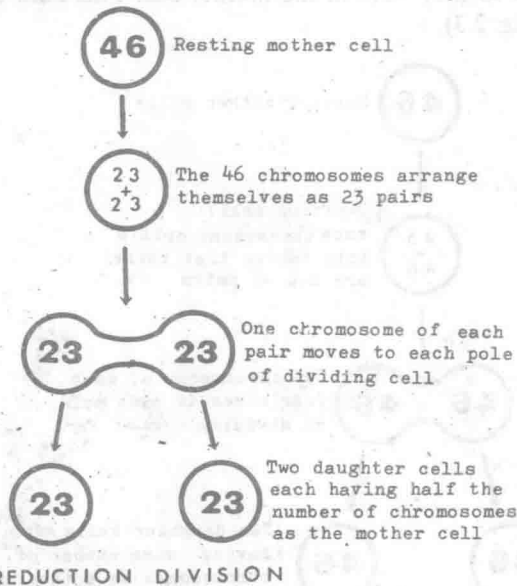 46 Resting mother cell
23
+
23
The 46 chromosomes arrange
themselves as 23 pairs
23 23
One chromosome of each
pair moves to each pole
of dividing cell
23 23
Two daughter cells
each having half the
number of chromosomes
as the mother cell
REDUCTION DIVISION